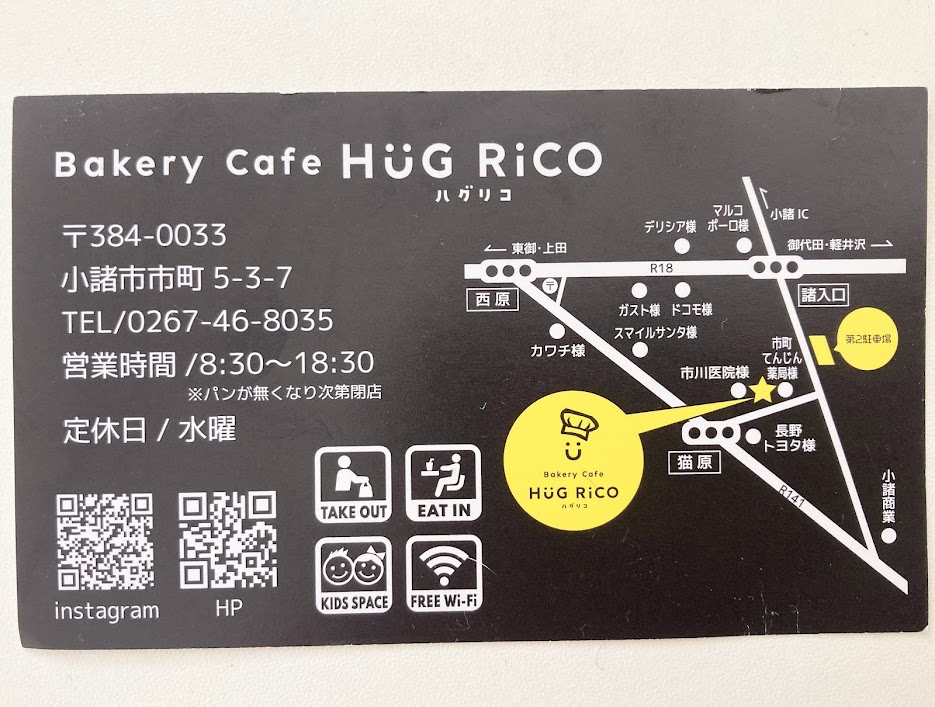 Bakery Cafe HüG RiCO
ハグリコ
〒384-0033
小諸市市町 5-3-7
TEL/0267-46-8035
営業時間 /8:30〜18:30
※パンが無くなり次第閉店
定休日 / 水曜
instagram
HP
TAKE OUT
EAT IN
KIDS SPACE
FREE Wi-Fi
小諸 IC
マルコ
ポーロ様
デリシア様
東御・上田
御代田・軽井沢
R18
〒
西原
諸入口
ガスト様
ドコモ様
スマイルサンタ様
カワチ様
第2駐車場
市町
てんじん
薬局様
市川医院様
長野
トヨタ様
猫原
R141
小諸商業
Bakery Cafe
HüG RiCO
ハグリコ